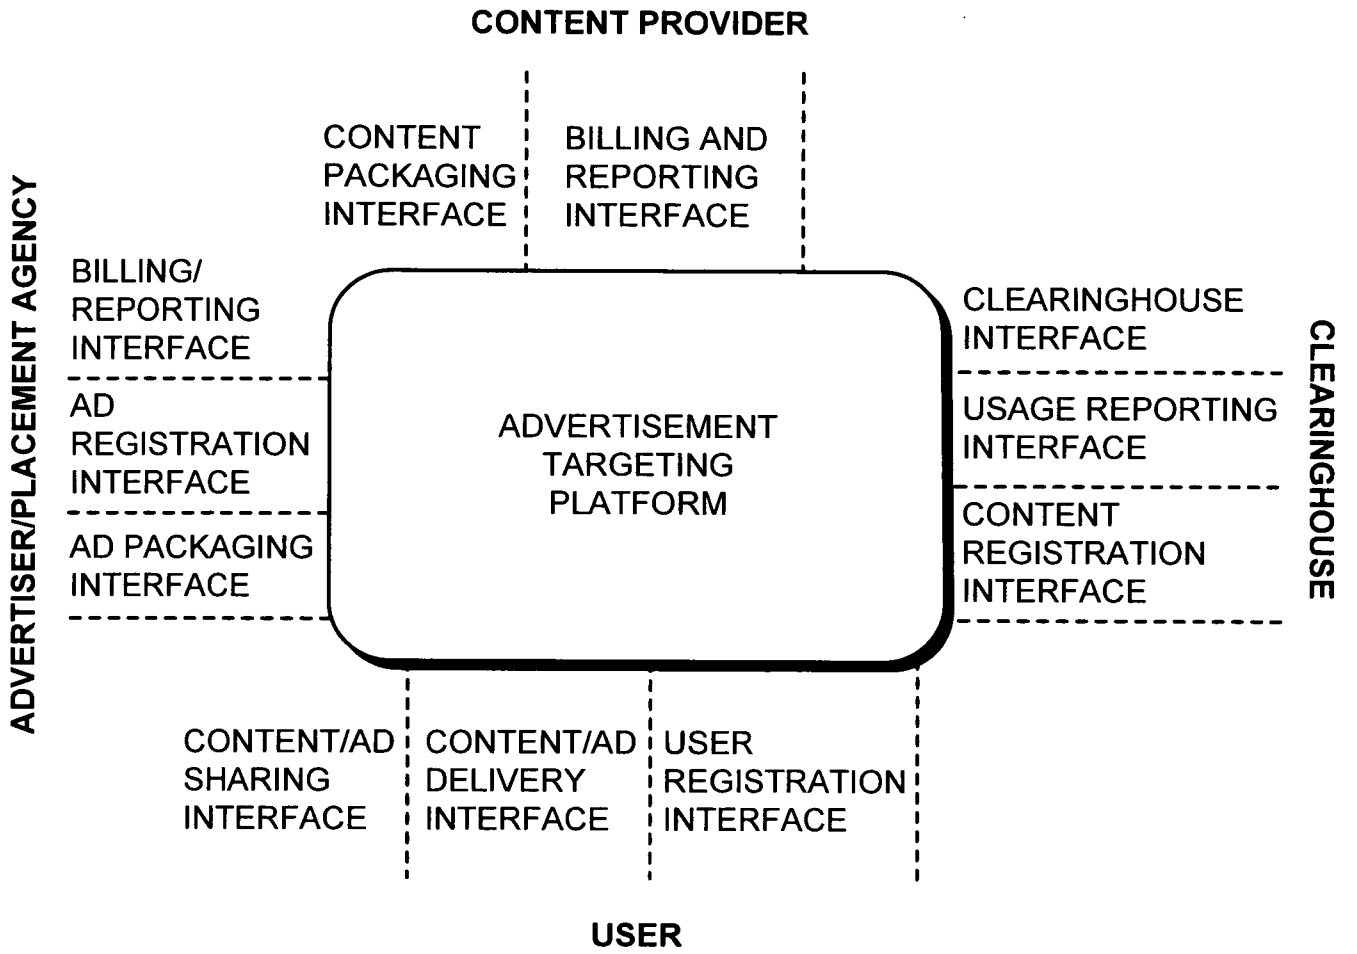 CONTENT PROVIDER
CONTENT
PACKAGING
INTERFACE
BILLING AND
REPORTING
INTERFACE
ADVERTISER/PLACEMENT AGENCY
BILLING/
REPORTING
INTERFACE
AD
REGISTRATION
INTERFACE
AD PACKAGING
INTERFACE
ADVERTISEMENT
TARGETING
PLATFORM
CLEARINGHOUSE
INTERFACE
USAGE REPORTING
INTERFACE
CONTENT
REGISTRATION
INTERFACE
CLEARINGHOUSE
CONTENT/AD
SHARING
INTERFACE
CONTENT/AD
DELIVERY
INTERFACE
USER
REGISTRATION
INTERFACE
USER